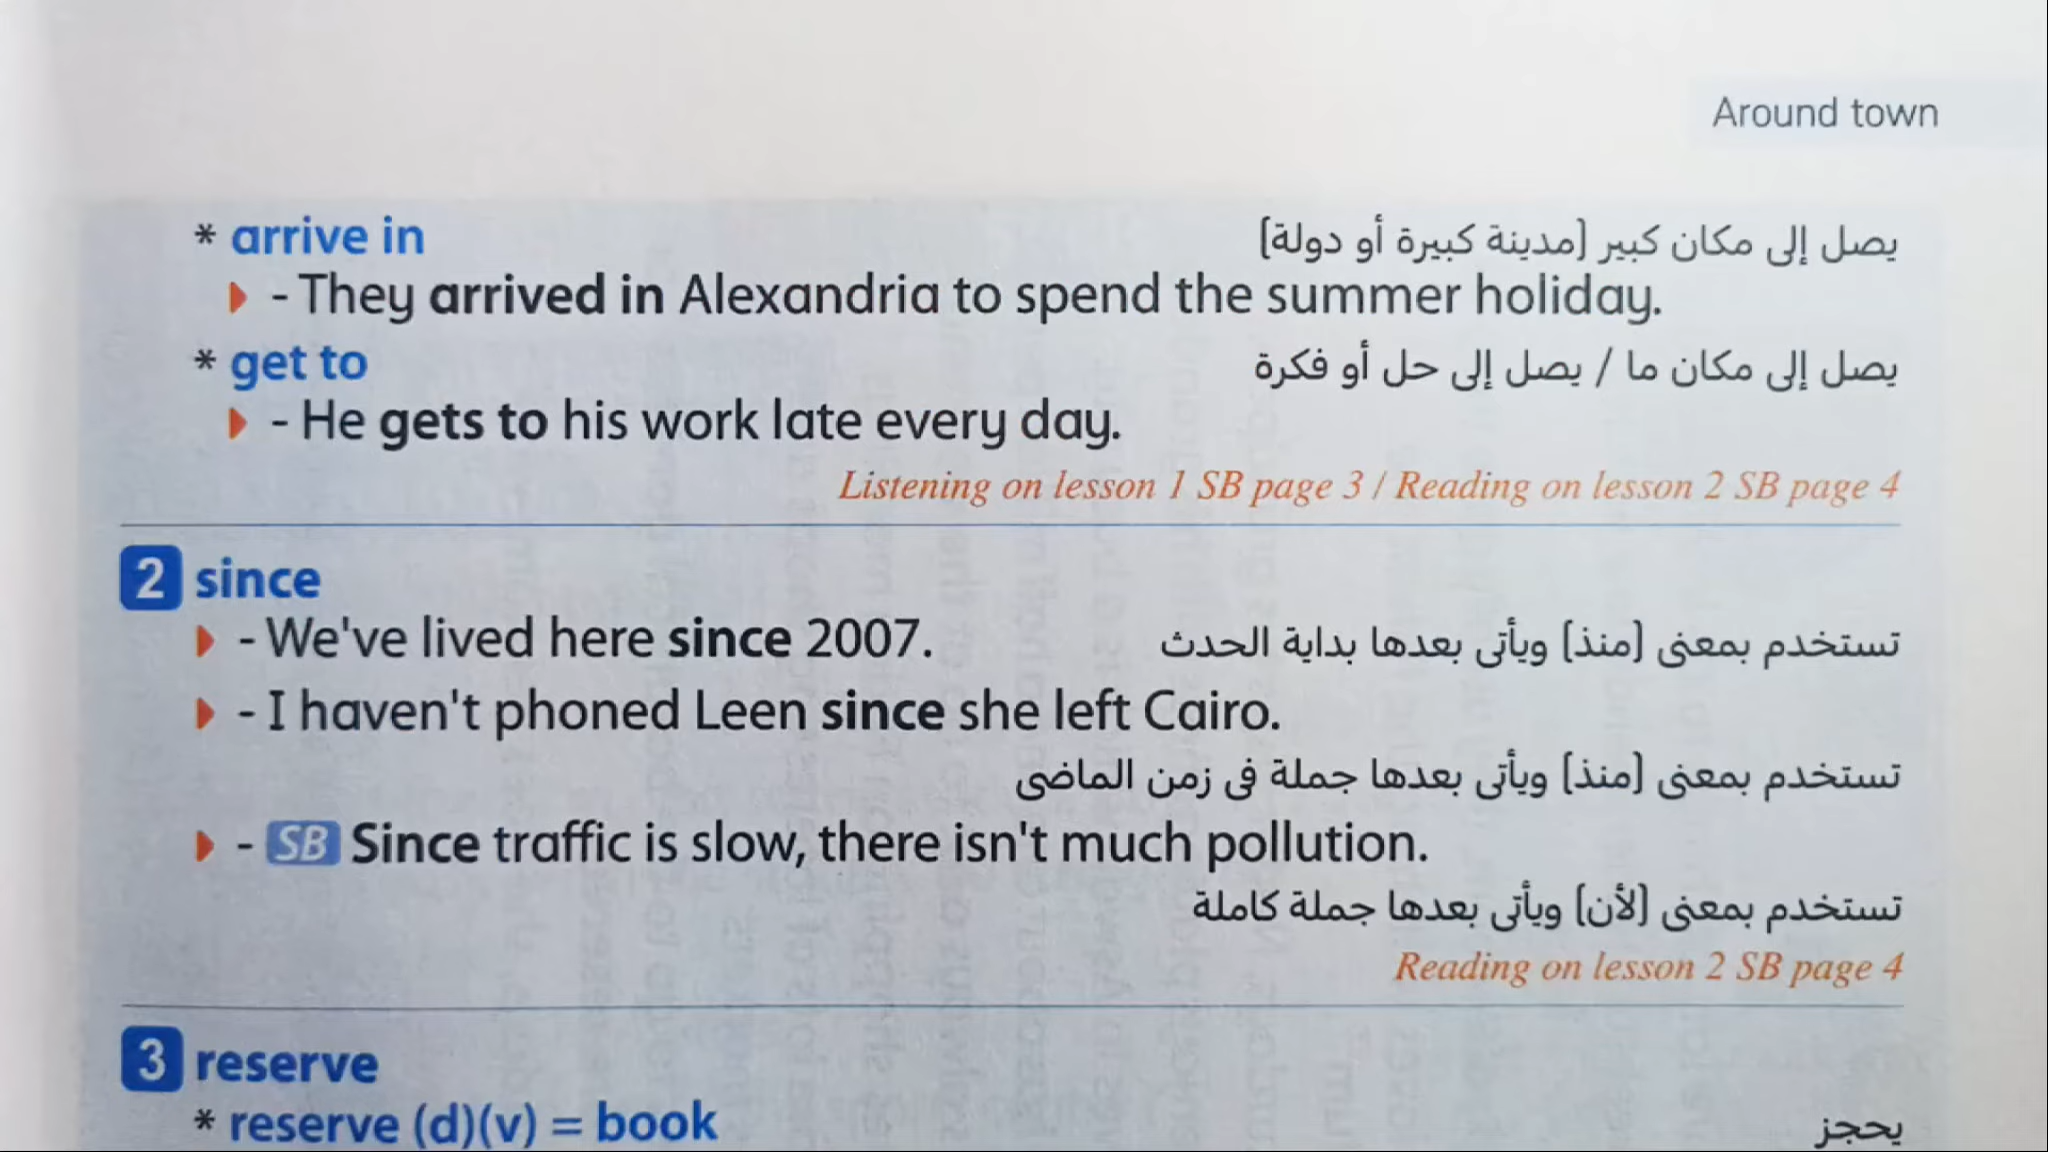 Around town
* arrive in يصل إلى مكان كبير (مدينة كبيرة أو دولة)
- They arrived in Alexandria to spend the summer holiday.
* get to يصل إلى مكان ما / يصل إلى حل أو فكرة
- He gets to his work late every day.
Listening on lesson 1 SB page 3 / Reading on lesson 2 SB page 4
2 since
- We've lived here since 2007. تستخدم بمعنى (منذ) ويأتى بعدها بداية الحدث
- I haven't phoned Leen since she left Cairo.
تستخدم بمعنى (منذ) ويأتى بعدها جملة فى زمن الماضى
- SB Since traffic is slow, there isn't much pollution.
تستخدم بمعنى (لأن) ويأتى بعدها جملة كاملة
Reading on lesson 2 SB page 4
3 reserve
* reserve (d)(v) = book يحجز